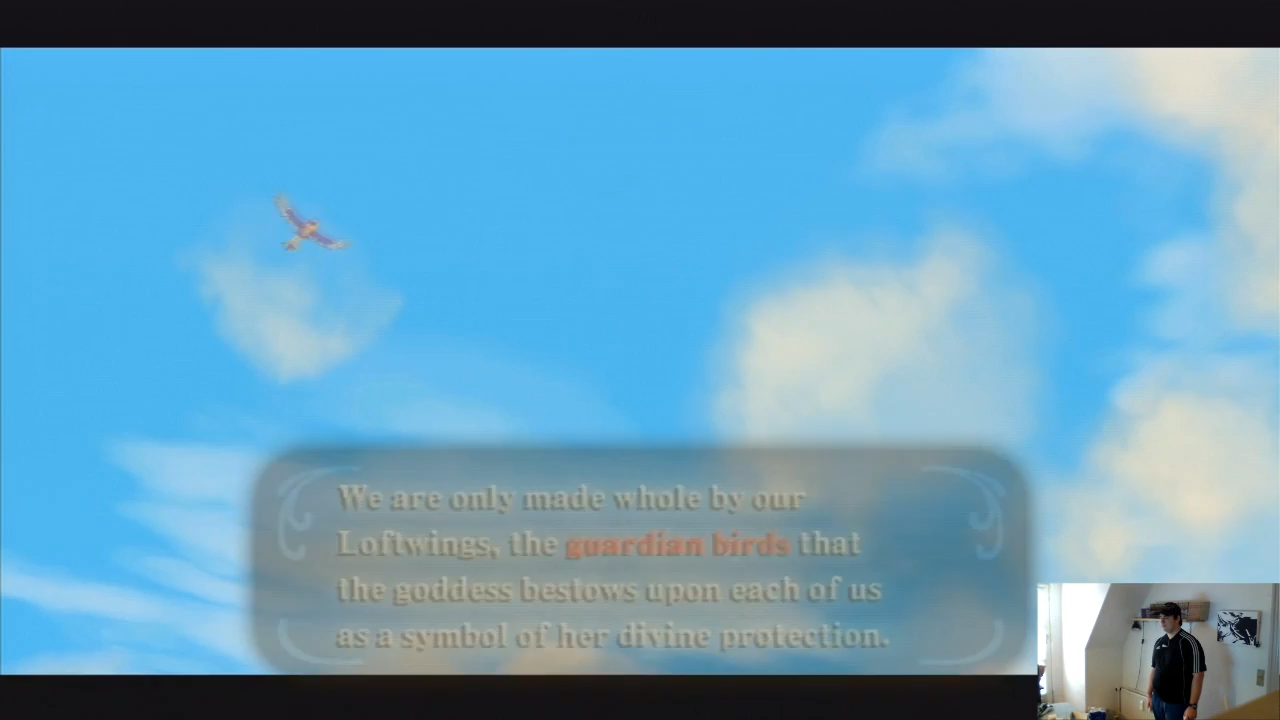 We are only made whole by our
Loftwings, the guardian birds that
the goddess bestows upon each of us
as a symbol of her divine protection.